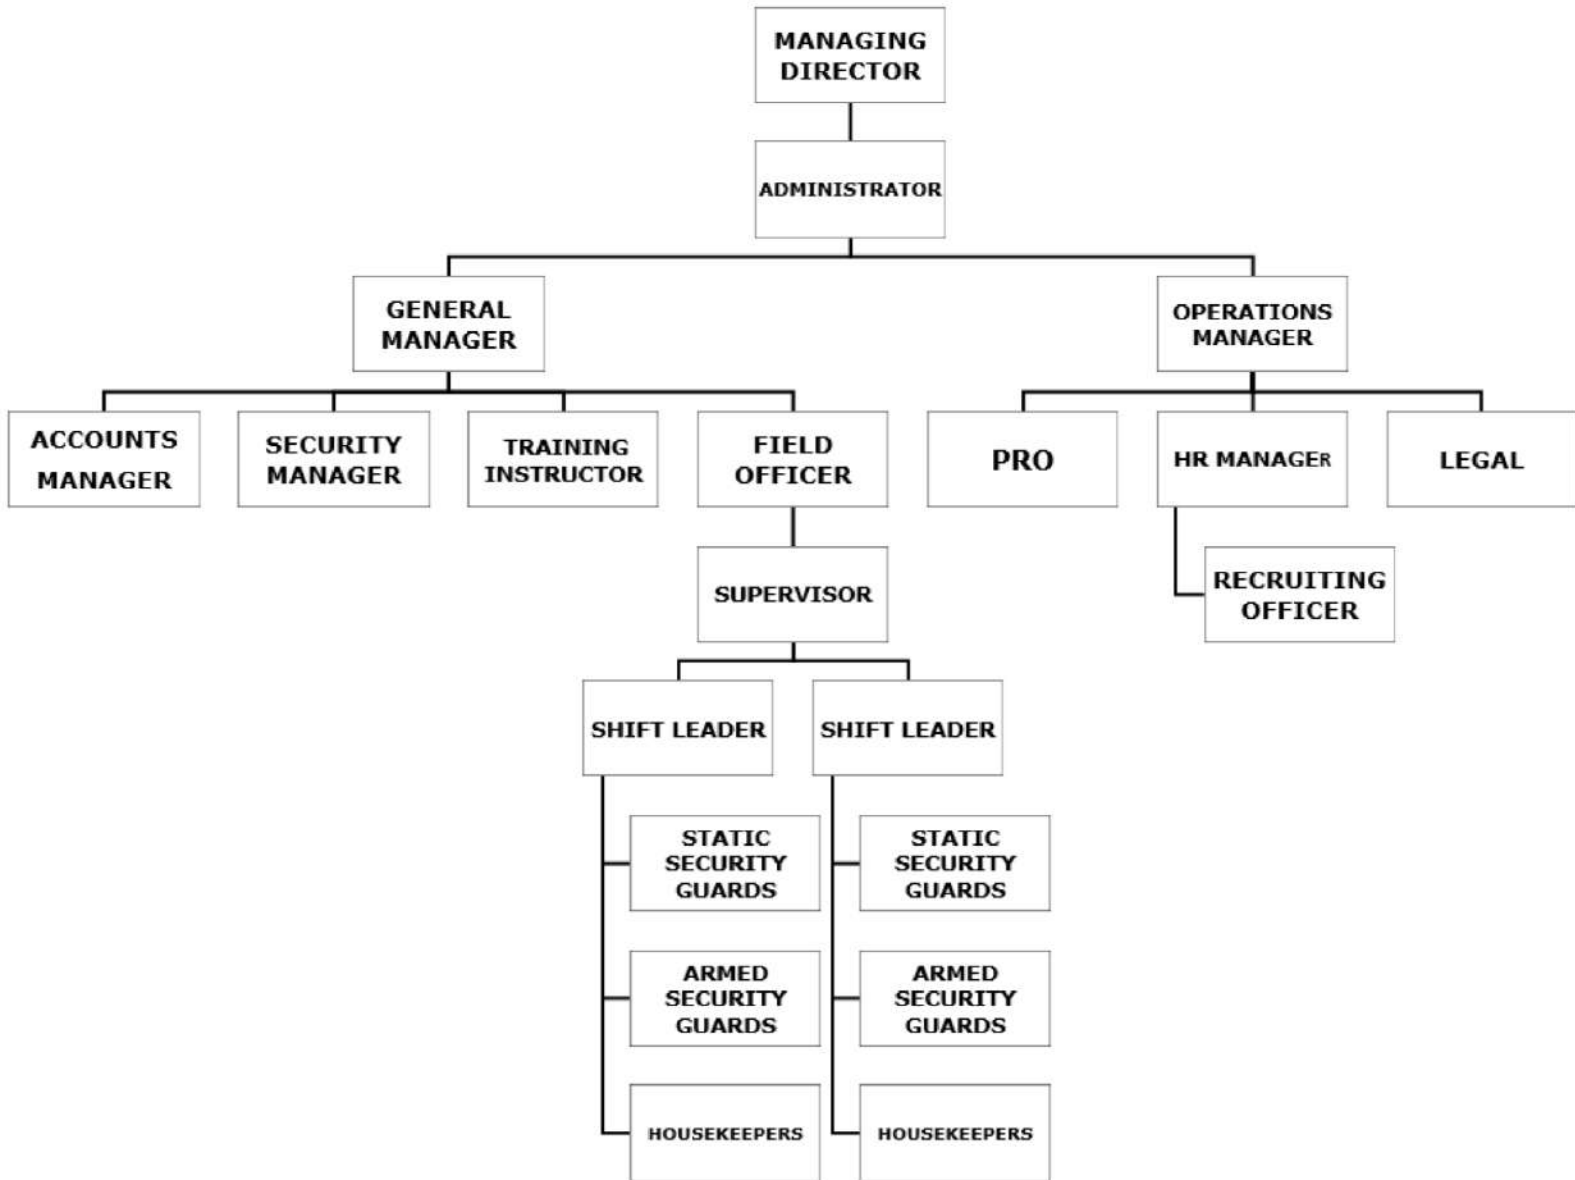 MANAGING
DIRECTOR
ADMINISTRATOR
GENERAL
MANAGER
OPERATIONS
MANAGER
ACCOUNTS
MANAGER
SECURITY
MANAGER
TRAINING
INSTRUCTOR
FIELD
OFFICER
PRO
HR MANAGER
LEGAL
SUPERVISOR
RECRUITING
OFFICER
SHIFT LEADER
SHIFT LEADER
STATIC
SECURITY
GUARDS
STATIC
SECURITY
GUARDS
ARMED
SECURITY
GUARDS
ARMED
SECURITY
GUARDS
HOUSEKEEPERS
HOUSEKEEPERS